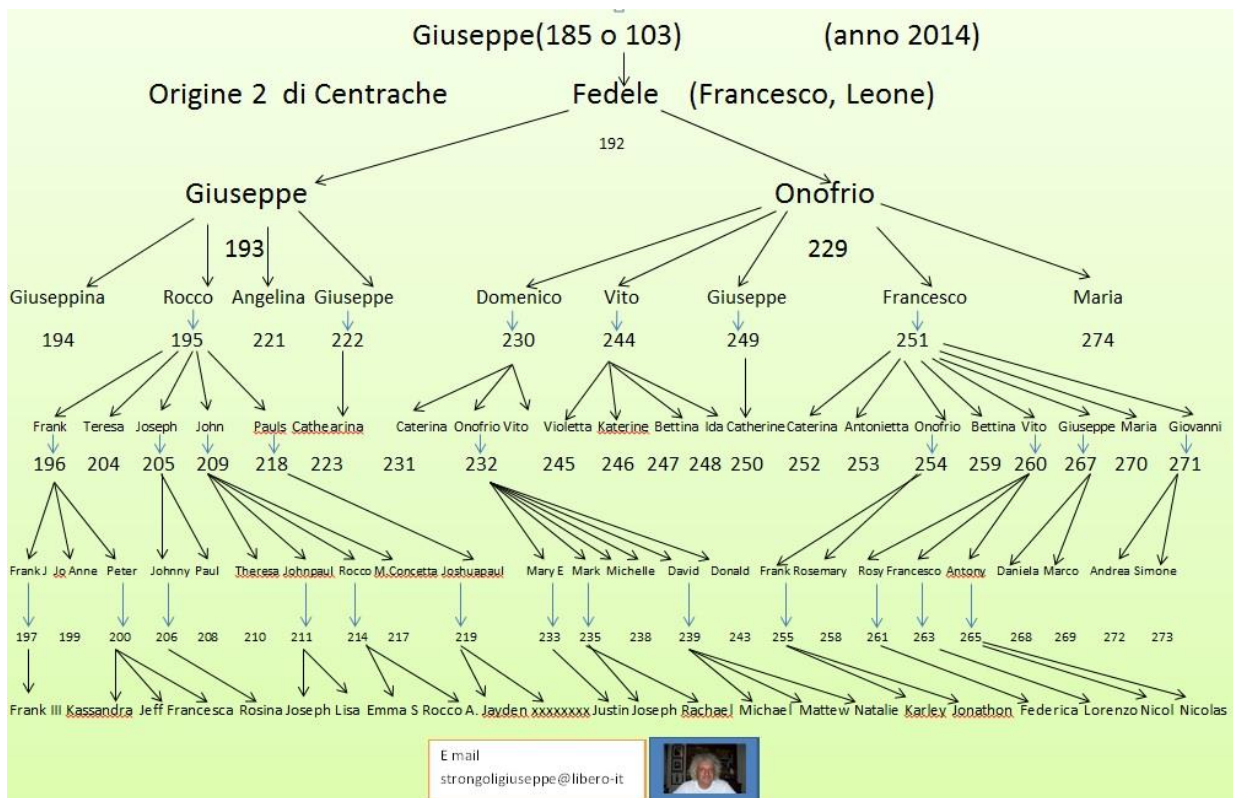 Giuseppe(185 o 103) (anno 2014)
Origine 2 di Centrache Fedele (Francesco, Leone)
192
Giuseppe Onofrio
193 229
Giuseppina Rocco Angelina Giuseppe Domenico Vito Giuseppe Francesco Maria
194 195 221 222 230 244 249 251 274
Frank Teresa Joseph John Pauls Cathearina Caterina Onofrio Vito Violetta Katerine Bettina Ida Catherine Caterina Antonietta Onofrio Bettina Vito Giuseppe Maria Giovanni
196 204 205 209 218 223 231 232 245 246 247 248 250 252 253 254 259 260 267 270 271
Frank J Jo Anne Peter Johnny Paul Theresa Johnpaul Rocco M.Concetta Joshuapaul Mary E Mark Michelle David Donald Frank Rosemary Rosy Francesco Antony Daniela Marco Andrea Simone
197 199 200 206 208 210 211 214 217 219 233 235 238 239 243 255 258 261 263 265 268 269 272 273
Frank III Kassandra Jeff Francesca Rosina Joseph Lisa Emma S Rocco A. Jayden xxxxxxxx Justin Joseph Rachael Michael Mattew Natalie Karley Jonathon Federica Lorenzo Nicol Nicolas
E mail
strongoligiuseppe@libero-it